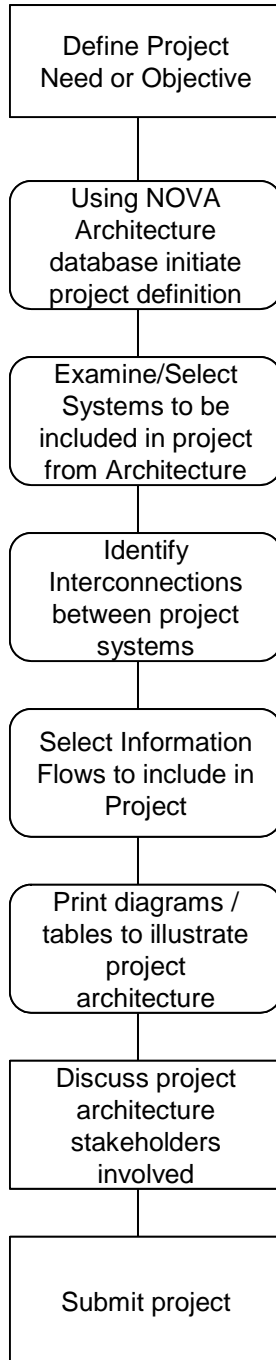 Define Project
Need or Objective
Using NOVA
Architecture
database initiate
project definition
Examine/Select
Systems to be
included in project
from Architecture
Identify
Interconnections
between project
systems
Select Information
Flows to include in
Project
Print diagrams /
tables to illustrate
project
architecture
Discuss project
architecture
stakeholders
involved
Submit project